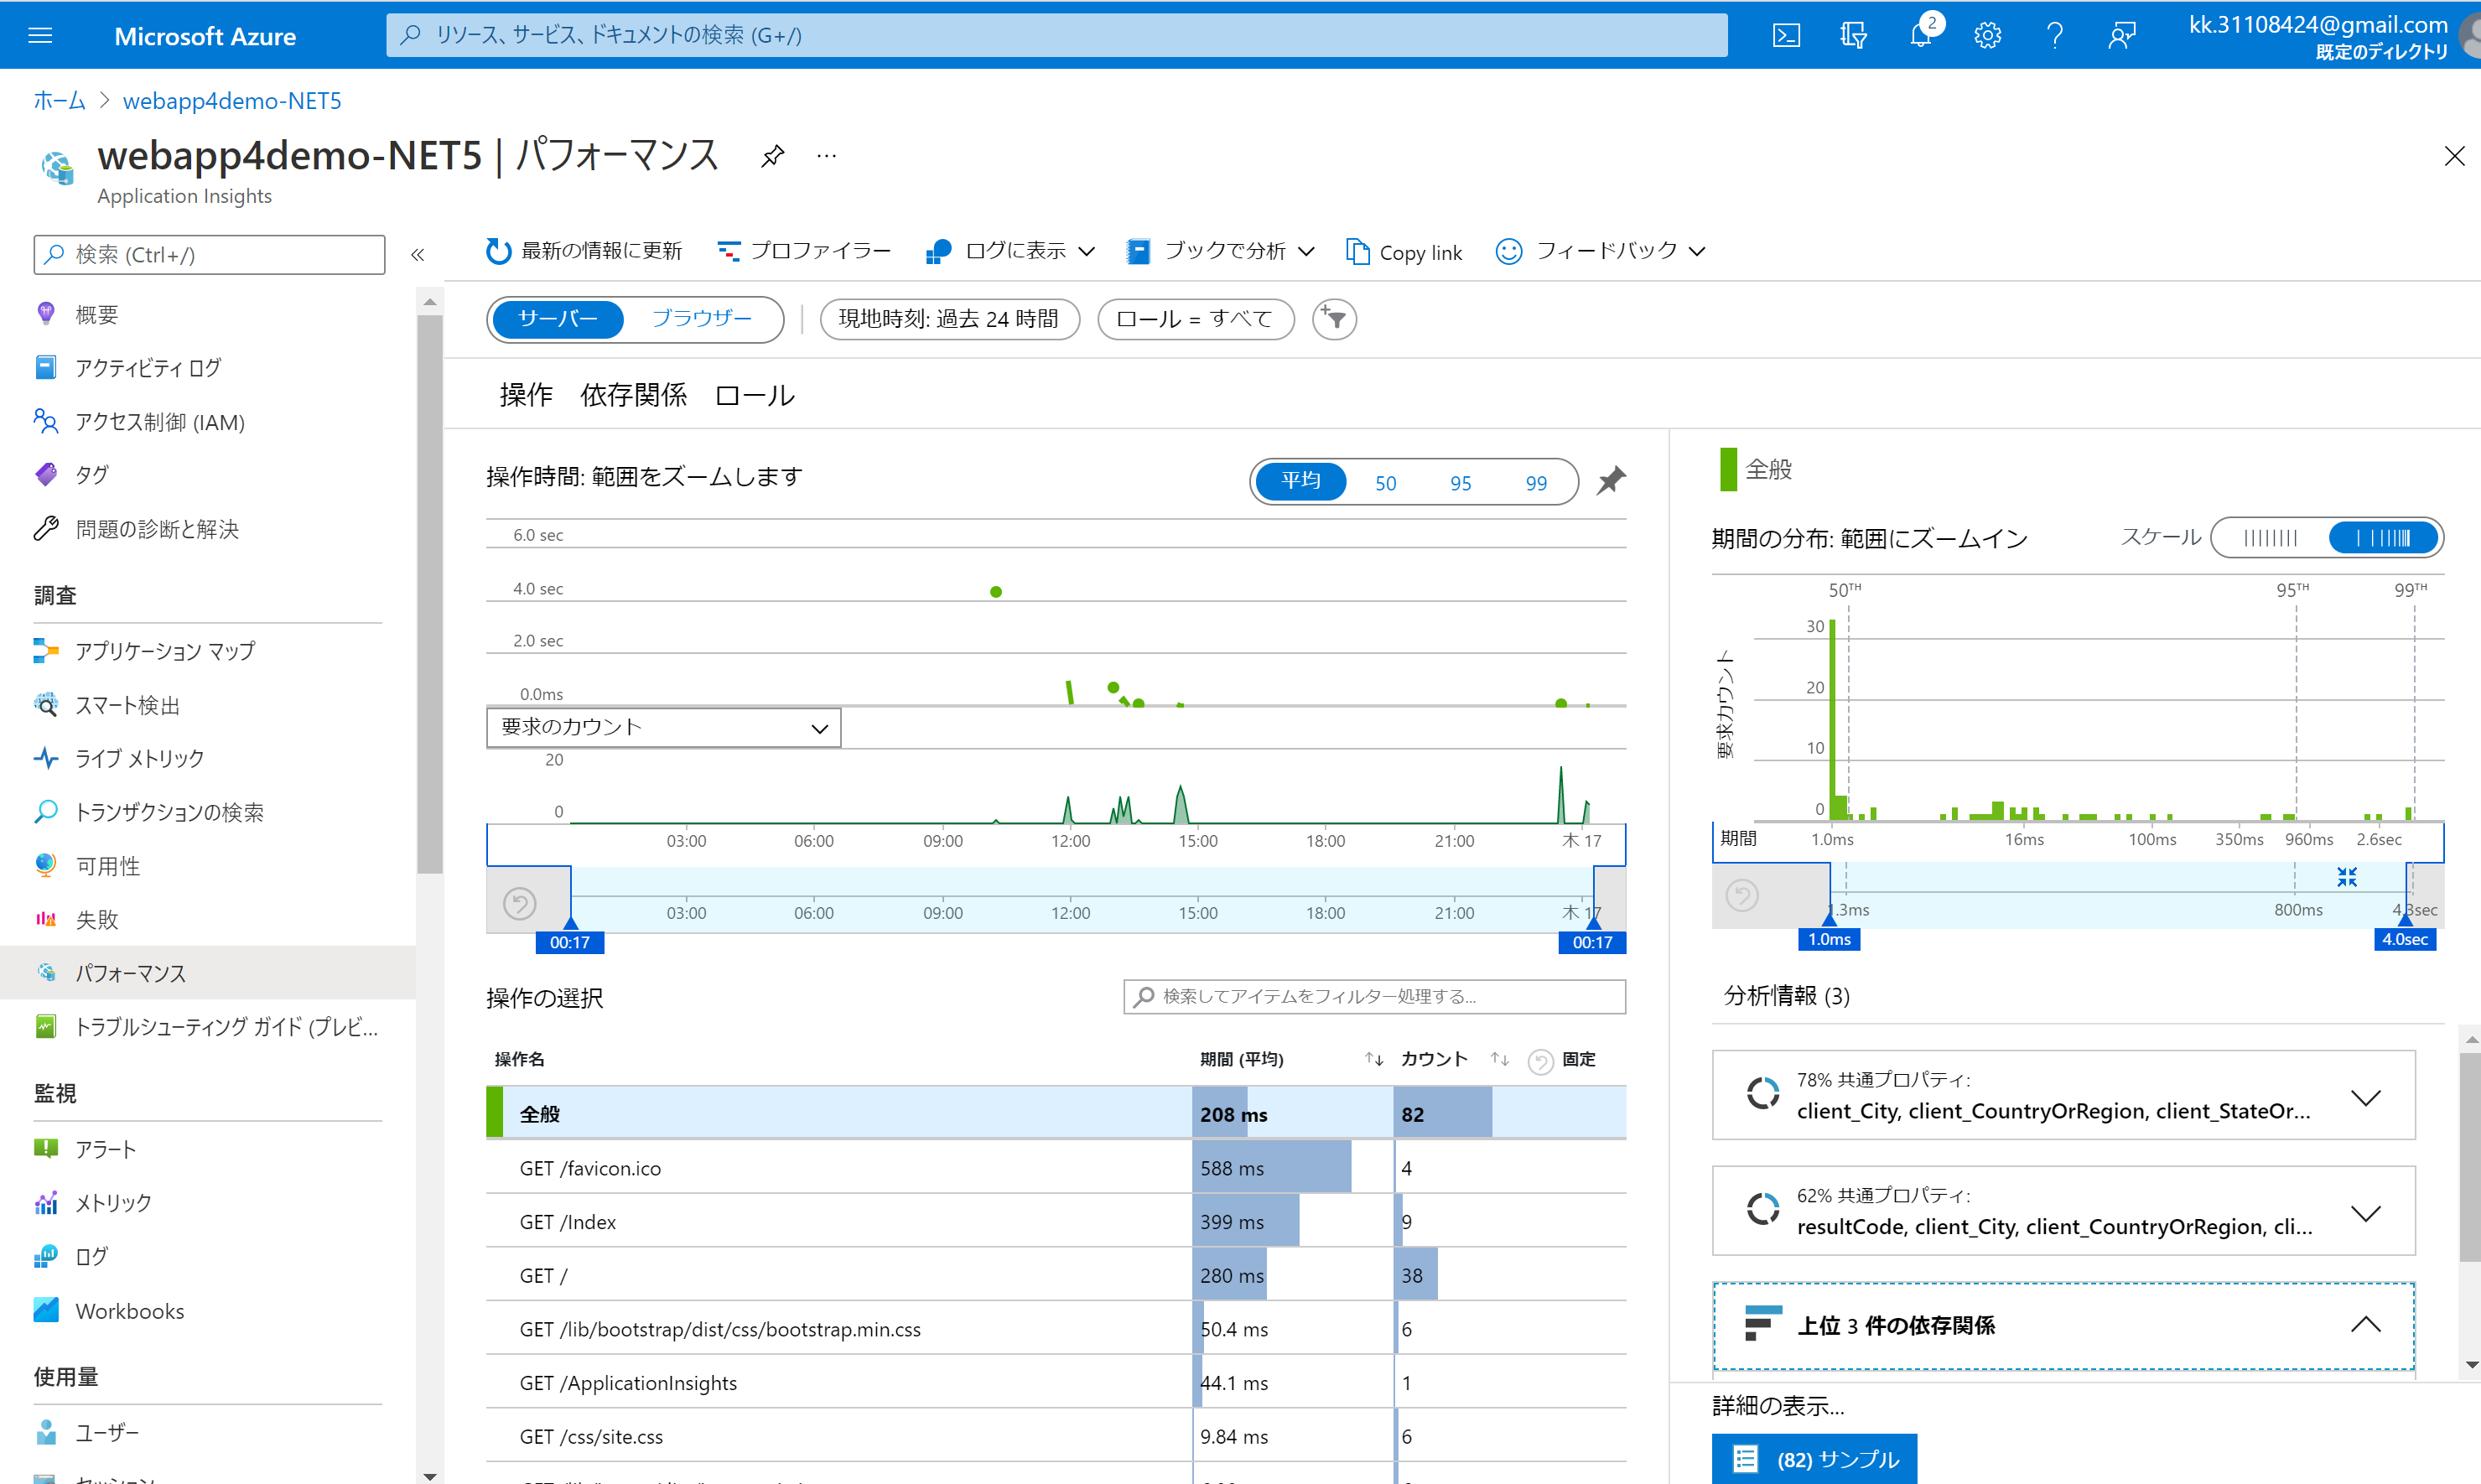 Microsoft Azure
リソース、サービス、ドキュメントの検索 (G+/)
2
kk.31108424@gmail.com
既定のディレクトリ
ホーム > webapp4demo-NET5
webapp4demo-NET5 | パフォーマンス
...
Application Insights
検索 (Ctrl+/)
«
概要
アクティビティ ログ
アクセス制御 (IAM)
タグ
問題の診断と解決
調査
アプリケーション マップ
スマート検出
ライブ メトリック
トランザクションの検索
可用性
失敗
パフォーマンス
トラブルシューティング ガイド (プレビ...
監視
アラート
メトリック
ログ
Workbooks
使用量
ユーザー
セッション
最新の情報に更新 プロファイラー ログに表示 ブックで分析 Copy link フィードバック
サーバー ブラウザー 現地時刻: 過去 24 時間 ロール = すべて
操作 依存関係 ロール
操作時間: 範囲をズームします
平均 50 95 99
6.0 sec
4.0 sec
2.0 sec
0.0ms
要求のカウント
20
0
03:00 06:00 09:00 12:00 15:00 18:00 21:00 木 17
03:00 06:00 09:00 12:00 15:00 18:00 21:00 木 17
00:17 00:17
操作の選択
検索してアイテムをフィルター処理する...
操作名 期間 (平均) ↑↓ カウント ↑↓ 固定
全般 208 ms 82
GET /favicon.ico 588 ms 4
GET /Index 399 ms 9
GET / 280 ms 38
GET /lib/bootstrap/dist/css/bootstrap.min.css 50.4 ms 6
GET /ApplicationInsights 44.1 ms 1
GET /css/site.css 9.84 ms 6
全般
期間の分布: 範囲にズームイン
スケール
50TH 95TH 99TH
要求カウント
30
20
10
0
期間
1.0ms 16ms 100ms 350ms 960ms 2.6sec
1.3ms 800ms 4.3sec
1.0ms 4.0sec
分析情報 (3)
78% 共通プロパティ:
client_City, client_CountryOrRegion, client_StateOr...
62% 共通プロパティ:
resultCode, client_City, client_CountryOrRegion, cli...
上位 3 件の依存関係
詳細の表示...
(82) サンプル